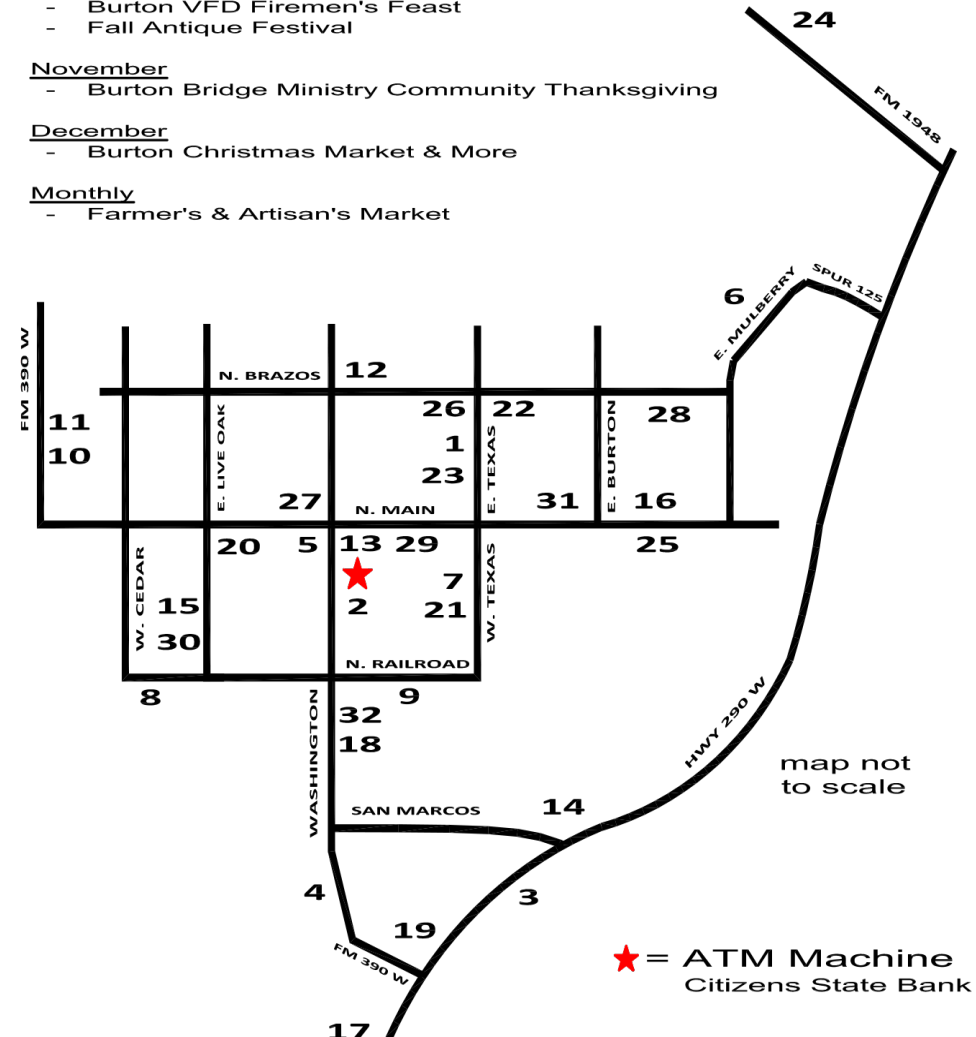 - Burton VFD Firemen's Feast
- Fall Antique Festival
November
- Burton Bridge Ministry Community Thanksgiving
December
- Burton Christmas Market & More
Monthly
- Farmer's & Artisan's Market
24
FM 1948
SPUR 125
E. MULBERRY
6
FM 390 W
N. BRAZOS
12
11
10
E. LIVE OAK
26
22
28
1
23
E. TEXAS
E. BURTON
27
N. MAIN
31
16
20
5
13
29
25
W. CEDAR
15
30
2
7
21
W. TEXAS
N. RAILROAD
8
9
WASHINGTON
32
18
HWY 290 W
map not
to scale
SAN MARCOS
14
4
3
19
FM 390 W
= ATM Machine
Citizens State Bank
17